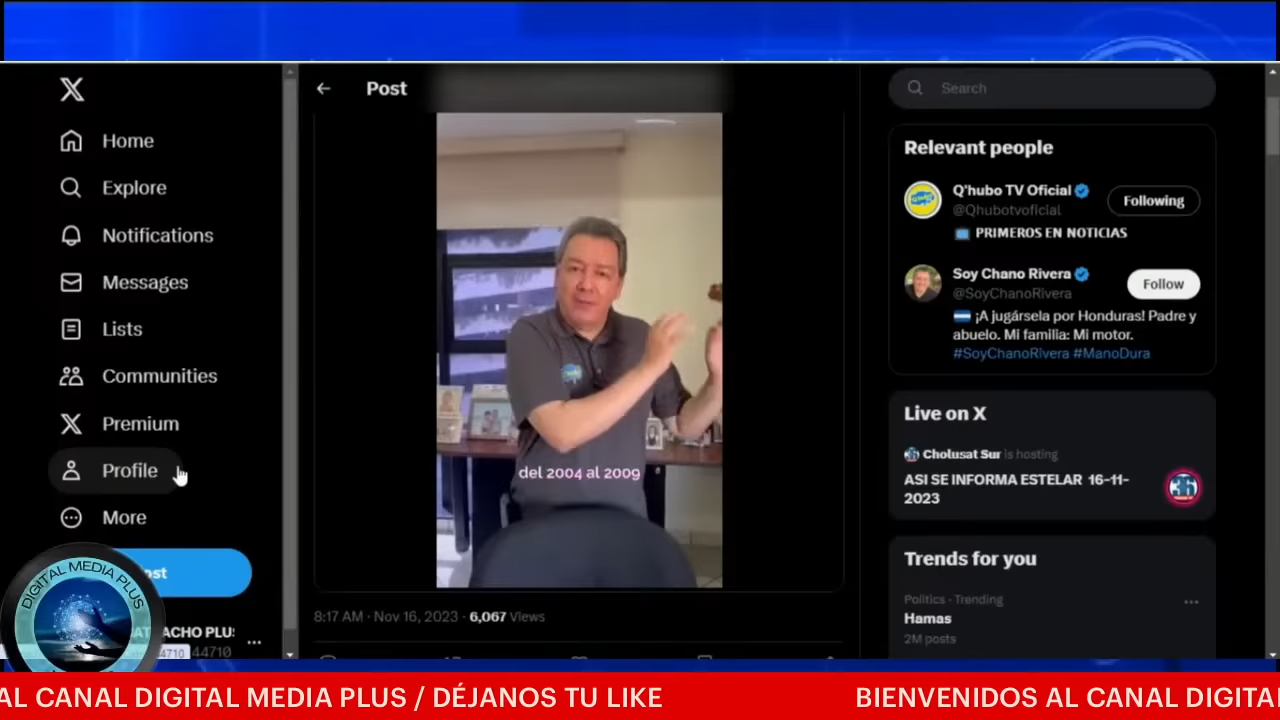 Home
Explore
Notifications
Messages
Lists
Communities
Premium
Profile
More
DIGITAL MEDIA PLUS
Post
del 2004 al 2009
8:17 AM · Nov 16, 2023 · 6,067 Views
Search
Relevant people
Q'hubo TV Oficial
@Qhubotvoficial
Following
PRIMEROS EN NOTICIAS
Soy Chano Rivera
@SoyChanoRivera
Follow
¡A jugársela por Honduras! Padre y
abuelo. Mi familia: Mi motor.
#SoyChanoRivera #ManoDura
Live on X
Cholusat Sur is hosting
ASI SE INFORMA ESTELAR 16-11-
2023
36
Trends for you
Politics · Trending
Hamas
2M posts
AL CANAL DIGITAL MEDIA PLUS / DÉJANOS TU LIKE
BIENVENIDOS AL CANAL DIGITA